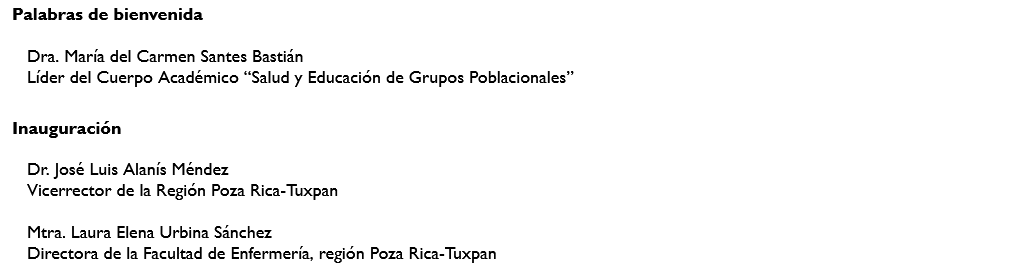 Palabras de bienvenida
Dra. María del Carmen Santes Bastián
Líder del Cuerpo Académico “Salud y Educación de Grupos Poblacionales”
Inauguración
Dr. José Luis Alanís Méndez
Vicerrector de la Región Poza Rica-Tuxpan
Mtra. Laura Elena Urbina Sánchez
Directora de la Facultad de Enfermería, región Poza Rica-Tuxpan